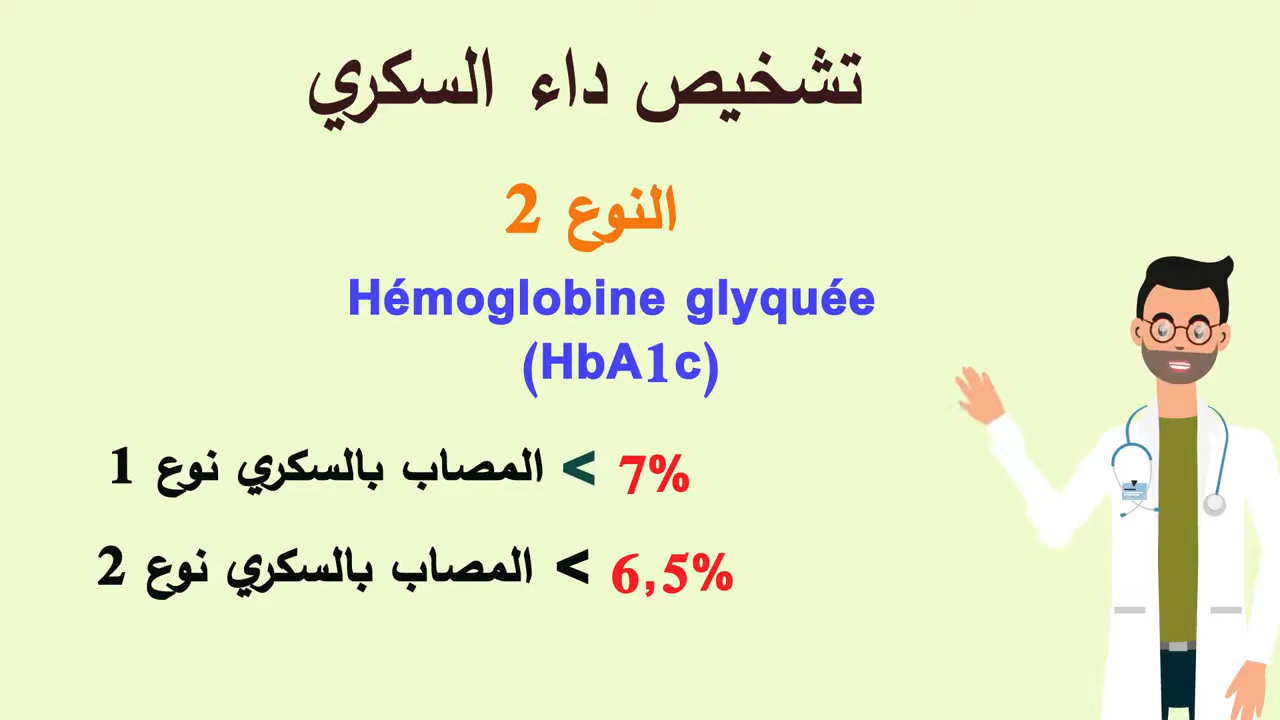 تشخيص داء السكري
النوع 2
Hémoglobine glyquée
(HbA1c)
المصاب بالسكري نوع 1 < 7%
المصاب بالسكري نوع 2 < 6,5%